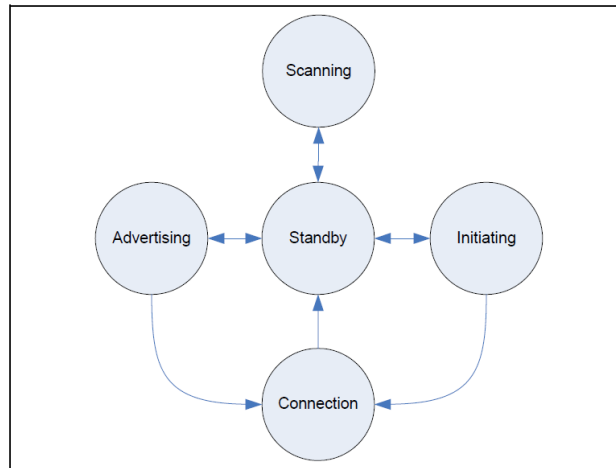 Scanning
Advertising
Standby
Initiating
Connection